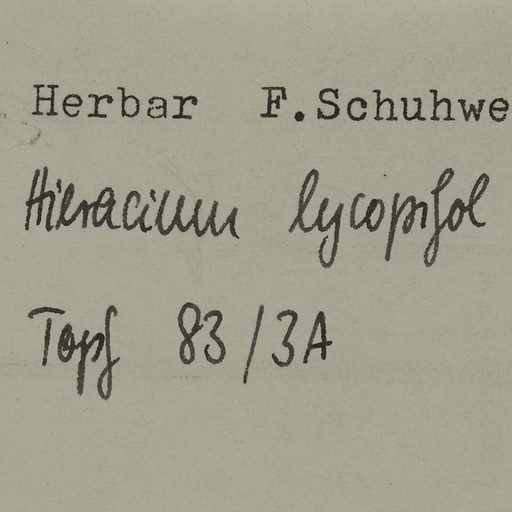 Herbar F.Schuhwe
Hieracium lycopifol
Topf 83/3A